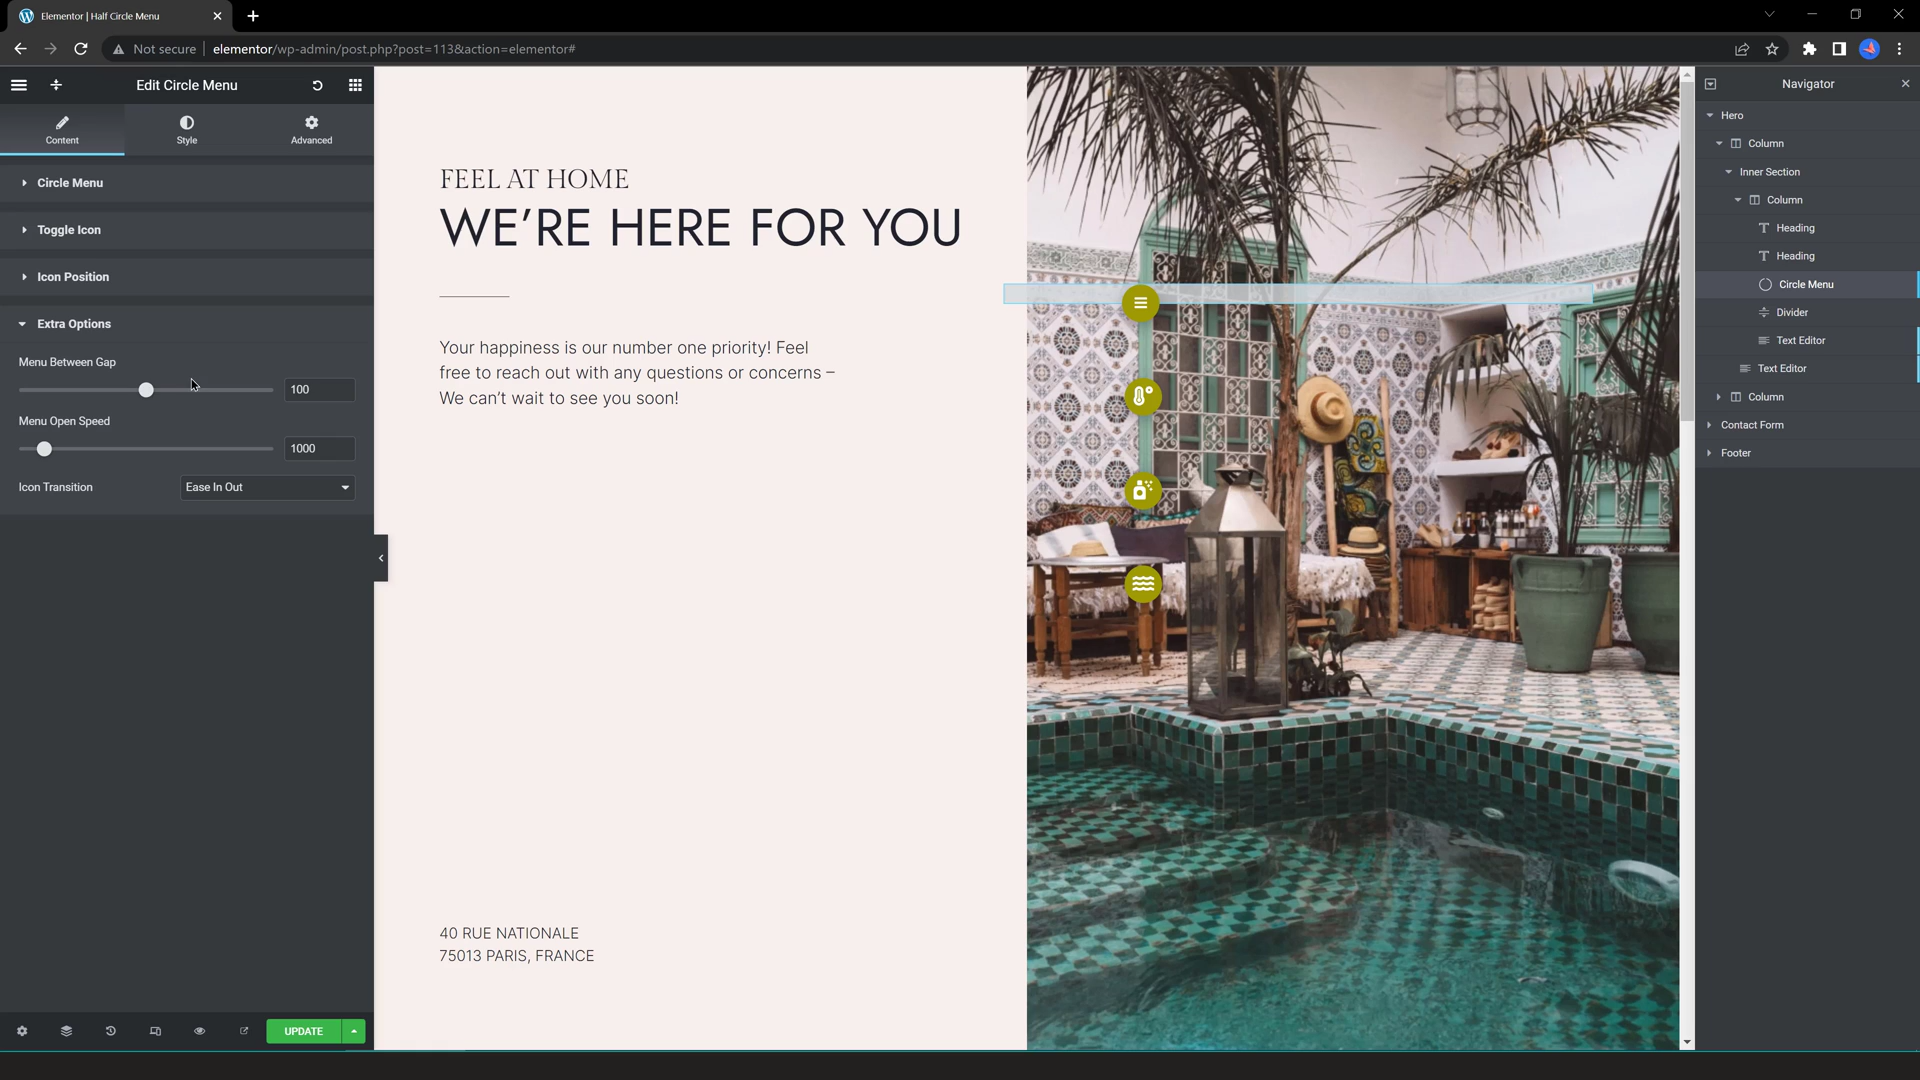 Elementor | Half Circle Menu
Not secure
elementor/wp-admin/post.php?post=113&action=elementor#
Edit Circle Menu
Content
Style
Advanced
Circle Menu
Toggle Icon
Icon Position
Extra Options
Menu Between Gap
100
Menu Open Speed
1000
Icon Transition
Ease In Out
UPDATE
FEEL AT HOME
WE’RE HERE FOR YOU
Your happiness is our number one priority! Feel
free to reach out with any questions or concerns –
We can’t wait to see you soon!
40 RUE NATIONALE
75013 PARIS, FRANCE
Navigator
Hero
Column
Inner Section
Column
Heading
Heading
Circle Menu
Divider
Text Editor
Text Editor
Column
Contact Form
Footer